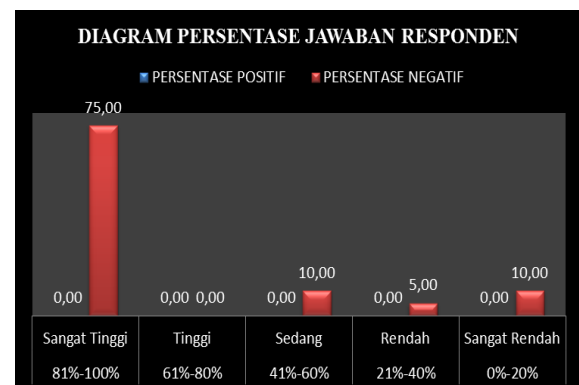 DIAGRAM PERSENTASE JAWABAN RESPONDEN
PERSENTASE POSITIF PERSENTASE NEGATIF
75,00
10,00 10,00
5,00
0,00 0,00 0,00 0,00 0,00 0,00
Sangat Tinggi Tinggi Sedang Rendah Sangat Rendah
81%-100% 61%-80% 41%-60% 21%-40% 0%-20%